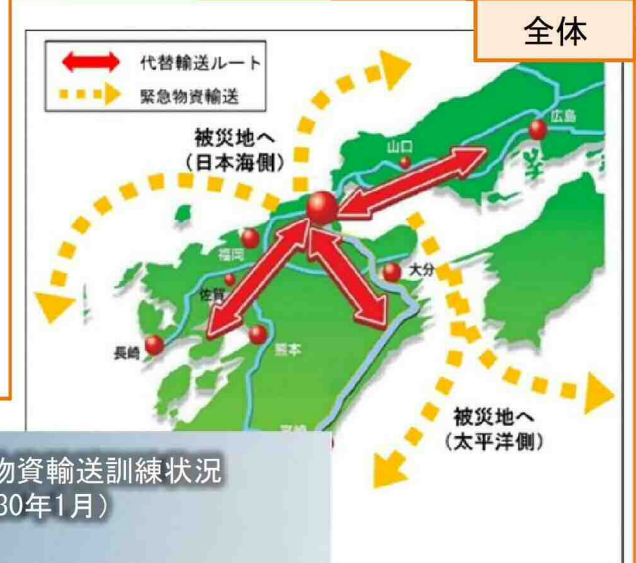 全体
代替輸送ルート
緊急物資輸送
被災地へ
（日本海側）
広島
山口
福岡
大分
佐賀
長崎
熊本
被災地へ
（太平洋側）
物資輸送訓練状況
30年1月）